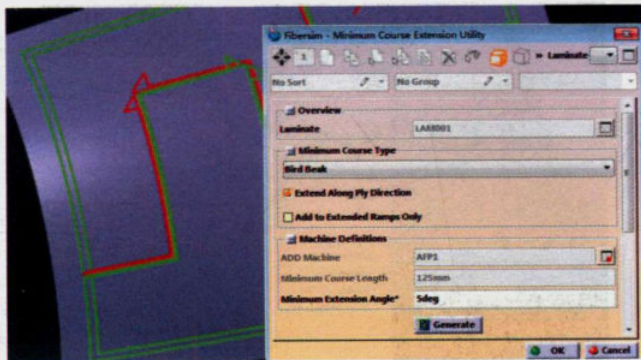 Fibersim - Minimum Course Extension Utility
1 » Laminate
No Sort No Group
Overview
Laminate LAM001
Minimum Course Type
Bird Beak
Extend Along Ply Direction
Add to Extended Ramps Only
Machine Definitions
ADD Machine AFP1
Minimum Course Length 125mm
Minimum Extension Angle* 5deg
Generate
OK Cancel